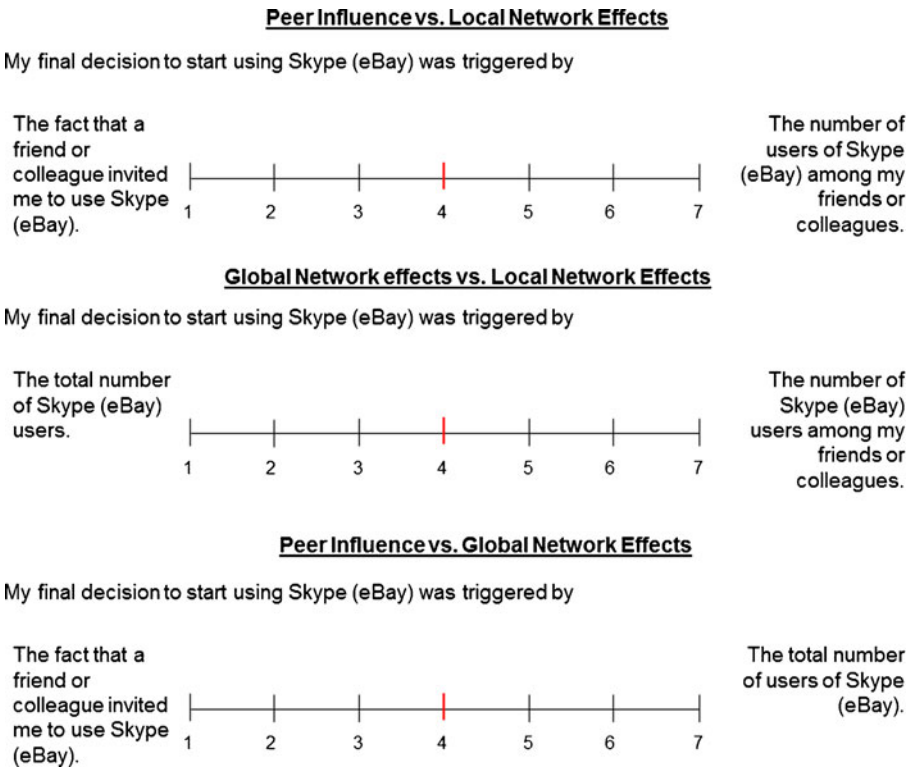 Peer Influence vs. Local Network Effects
My final decision to start using Skype (eBay) was triggered by
The fact that a
friend or
colleague invited
me to use Skype
(eBay).
1 2 3 4 5 6 7
The number of
users of Skype
(eBay) among my
friends or
colleagues.
Global Network effects vs. Local Network Effects
My final decision to start using Skype (eBay) was triggered by
The total number
of Skype (eBay)
users.
1 2 3 4 5 6 7
The number of
Skype (eBay)
users among my
friends or
colleagues.
Peer Influence vs. Global Network Effects
My final decision to start using Skype (eBay) was triggered by
The fact that a
friend or
colleague invited
me to use Skype
(eBay).
1 2 3 4 5 6 7
The total number
of users of Skype
(eBay).